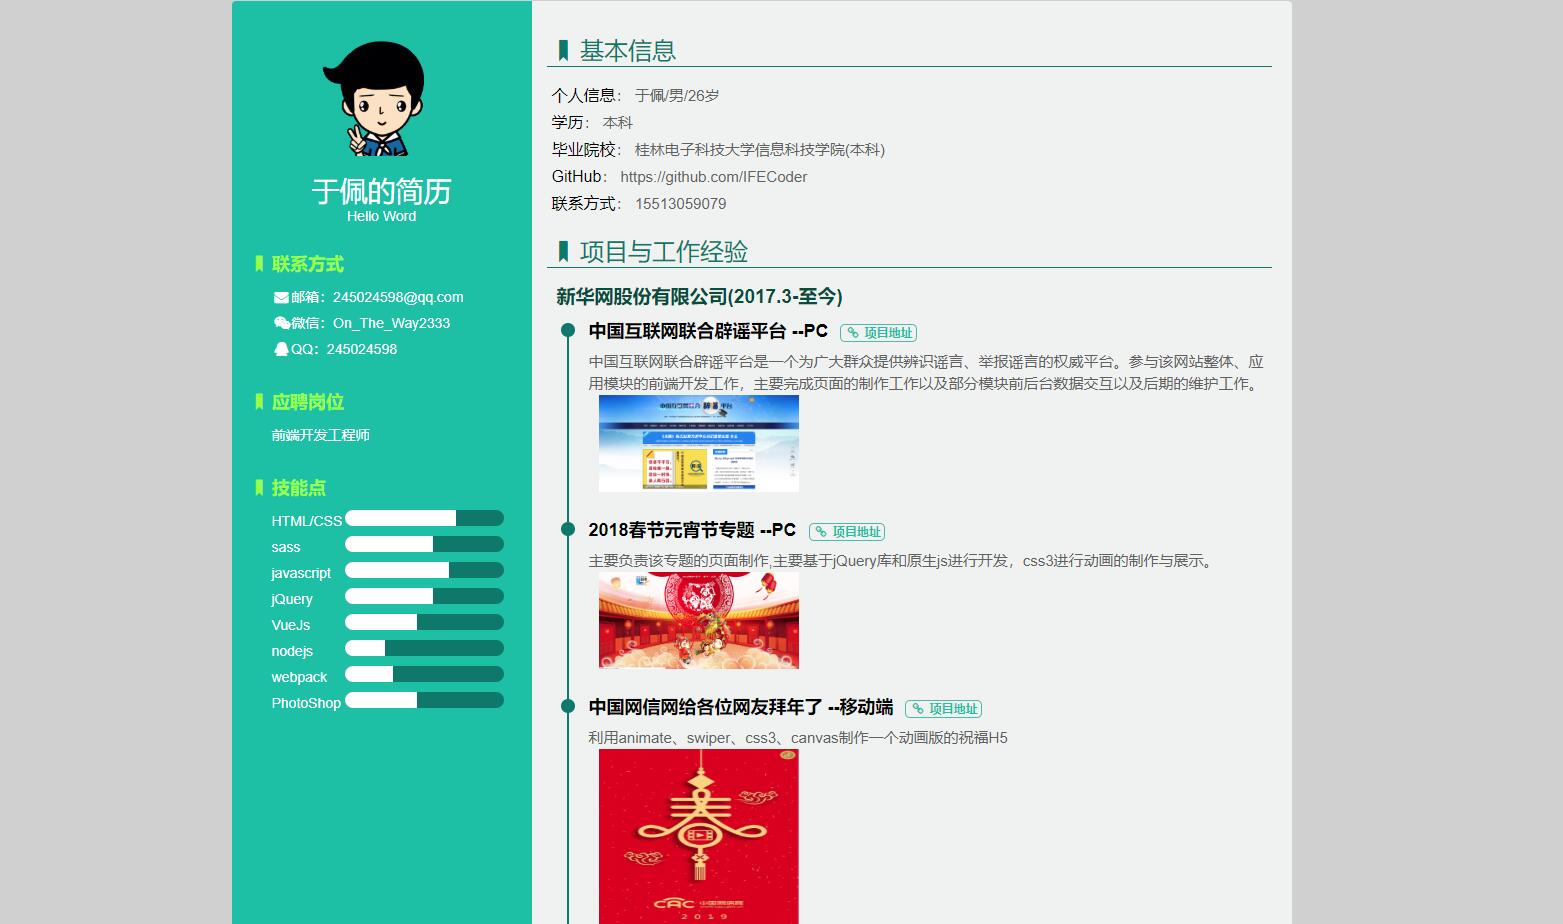 于佩的简历
Hello Word
联系方式
邮箱：245024598@qq.com
微信：On_The_Way2333
QQ：245024598
应聘岗位
前端开发工程师
技能点
HTML/CSS
sass
javascript
jQuery
VueJs
nodejs
webpack
PhotoShop
基本信息
个人信息： 于佩/男/26岁
学历： 本科
毕业院校： 桂林电子科技大学信息科技学院(本科)
GitHub： https://github.com/IFECoder
联系方式： 15513059079
项目与工作经验
新华网股份有限公司(2017.3-至今)
中国互联网联合辟谣平台 --PC 项目地址
中国互联网联合辟谣平台是一个为广大群众提供辨识谣言、举报谣言的权威平台。参与该网站整体、应
用模块的前端开发工作，主要完成页面的制作工作以及部分模块前后台数据交互以及后期的维护工作。
中国互联网联合 辟谣 平台
2018春节元宵节专题 --PC 项目地址
主要负责该专题的页面制作,主要基于jQuery库和原生js进行开发，css3进行动画的制作与展示。
中国网信网给各位网友拜年了 --移动端 项目地址
利用animate、swiper、css3、canvas制作一个动画版的祝福H5
春
CAC
2019